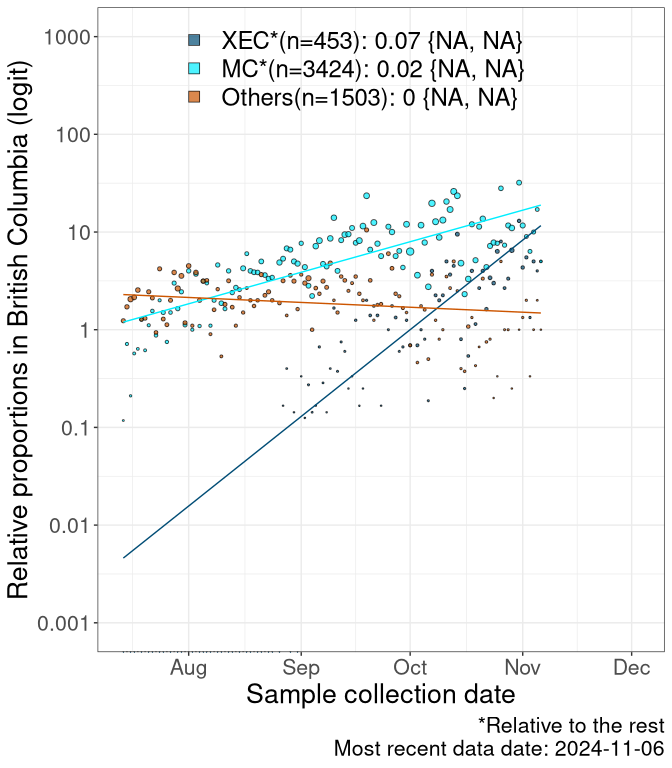 XEC*(n=453): 0.07 {NA, NA}
MC*(n=3424): 0.02 {NA, NA}
Others(n=1503): 0 {NA, NA}
Relative proportions in British Columbia (logit)
1000
100
10
1
0.1
0.01
0.001
Aug Sep Oct Nov Dec
Sample collection date
*Relative to the rest
Most recent data date: 2024-11-06